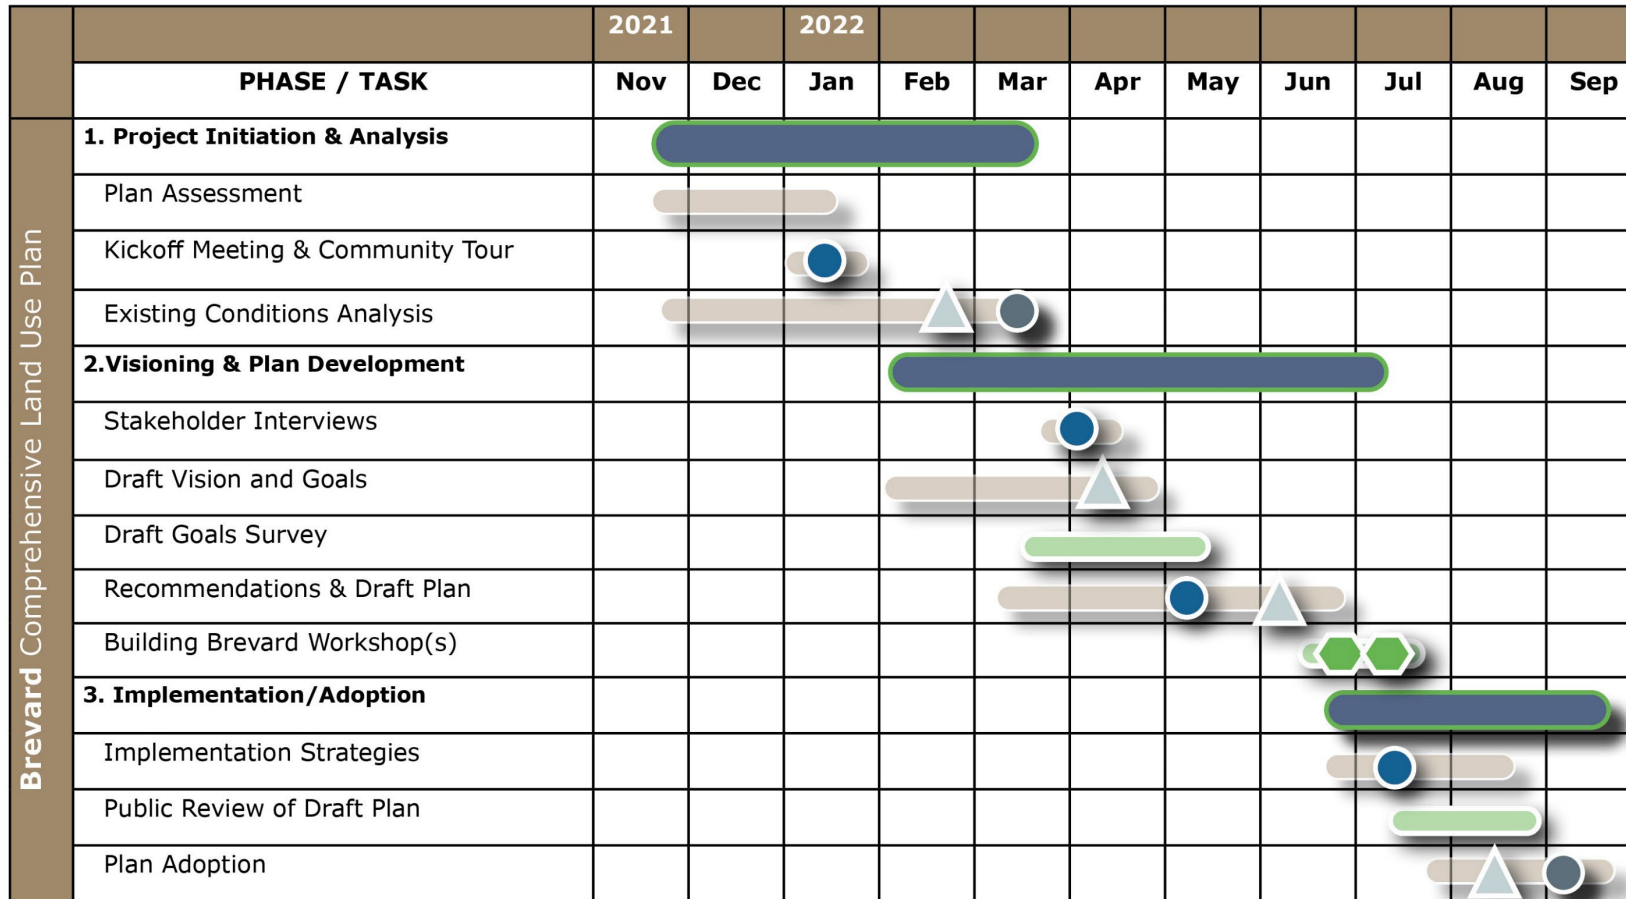 2021 2022
PHASE / TASK Nov Dec Jan Feb Mar Apr May Jun Jul Aug Sep
Brevard Comprehensive Land Use Plan
1. Project Initiation & Analysis
Plan Assessment
Kickoff Meeting & Community Tour
Existing Conditions Analysis
2.Visioning & Plan Development
Stakeholder Interviews
Draft Vision and Goals
Draft Goals Survey
Recommendations & Draft Plan
Building Brevard Workshop(s)
3. Implementation/Adoption
Implementation Strategies
Public Review of Draft Plan
Plan Adoption